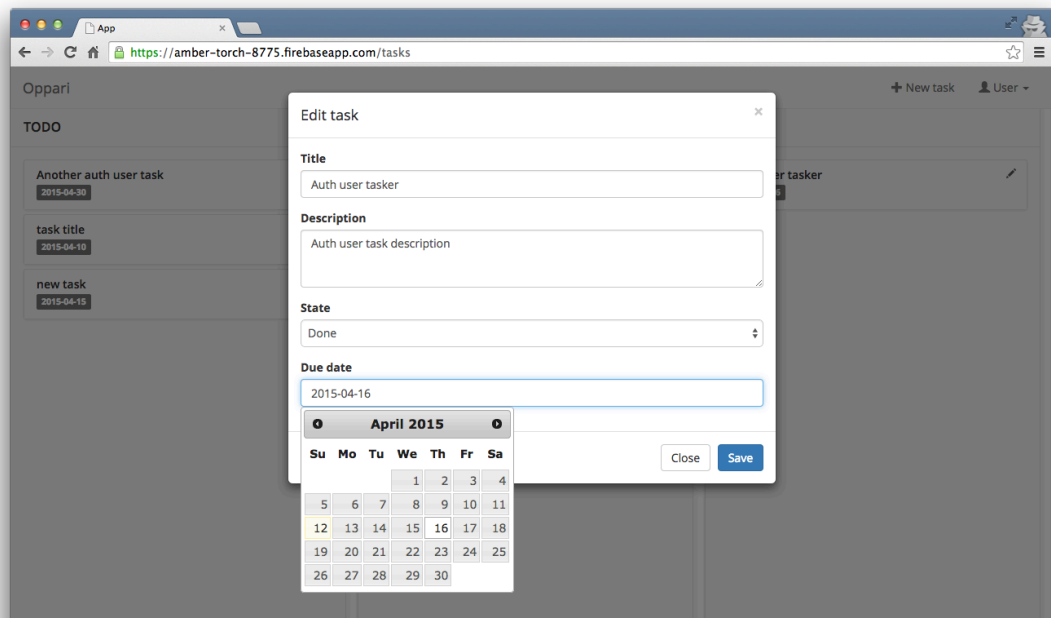 App
https://amber-torch-8775.firebaseapp.com/tasks
Oppari
New task
User
TODO
Another auth user task
2015-04-30
task title
2015-04-10
new task
2015-04-15
er tasker
Edit task
×
Title
Auth user tasker
Description
Auth user task description
State
Done
Due date
2015-04-16
April 2015
Su Mo Tu We Th Fr Sa
1 2 3 4
5 6 7 8 9 10 11
12 13 14 15 16 17 18
19 20 21 22 23 24 25
26 27 28 29 30
Close
Save